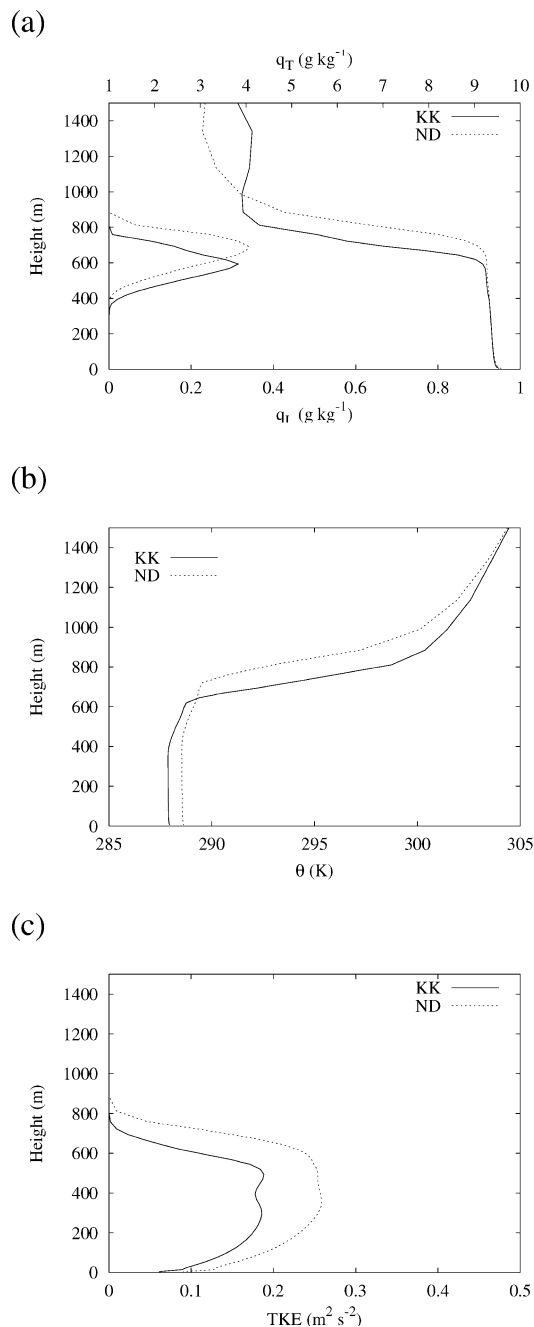 (a)
q_T (g kg^-1)
1 2 3 4 5 6 7 8 9 10
KK
ND
1400
1200
1000
800
600
400
200
0
Height (m)
0 0.2 0.4 0.6 0.8 1
q_L (g kg^-1)
(b)
KK
ND
1400
1200
1000
800
600
400
200
0
Height (m)
285 290 295 300 305
θ (K)
(c)
KK
ND
1400
1200
1000
800
600
400
200
0
Height (m)
0 0.1 0.2 0.3 0.4 0.5
TKE (m^2 s^-2)